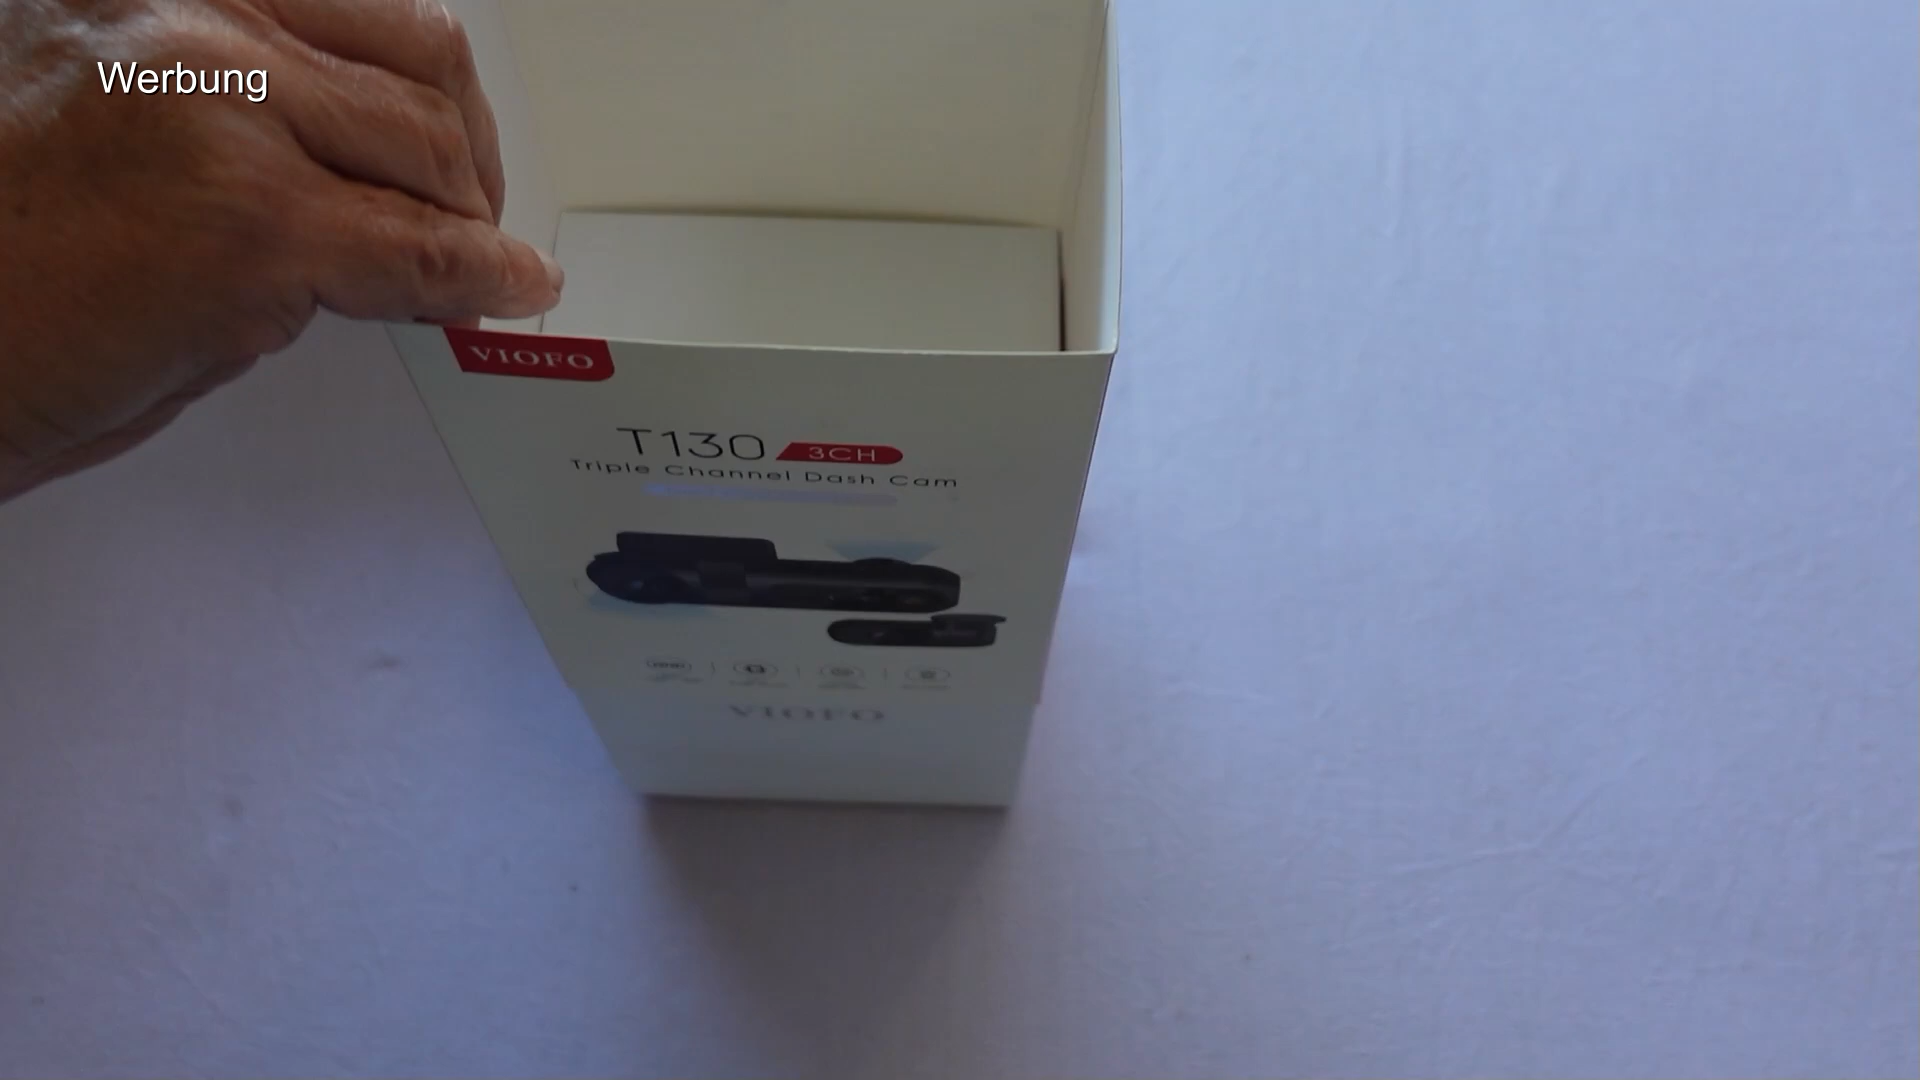 Werbung
VIOFO
T130 3CH
Triple Channel Dash Cam
VIOFO